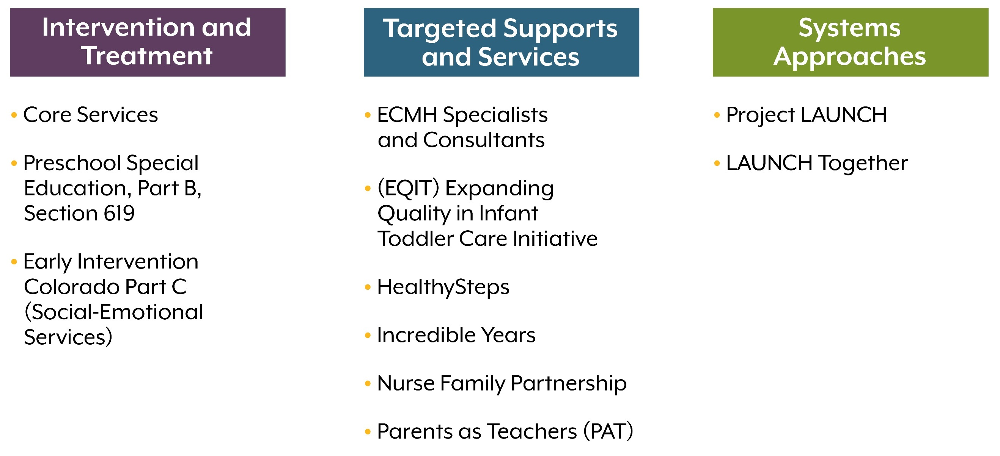 Intervention and
Treatment
• Core Services
• Preschool Special
Education, Part B,
Section 619
• Early Intervention
Colorado Part C
(Social-Emotional
Services)
Targeted Supports
and Services
• ECMH Specialists
and Consultants
• (EQIT) Expanding
Quality in Infant
Toddler Care Initiative
• HealthySteps
• Incredible Years
• Nurse Family Partnership
• Parents as Teachers (PAT)
Systems
Approaches
• Project LAUNCH
• LAUNCH Together